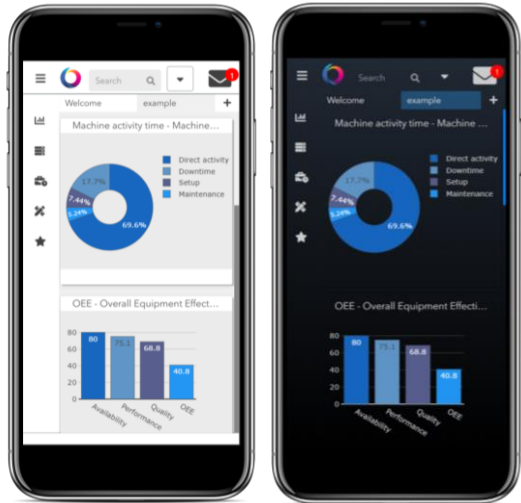 Search
1
Welcome example +
Machine activity time - Machine...
Direct activity
Downtime
Setup
Maintenance
17.7%
7.44%
5.24%
69.6%
OEE - Overall Equipment Effect...
80
60
40
20
0
80
75.1
68.8
40.8
Availability
Performance
Quality
OEE
Search
1
Welcome example +
Machine activity time - Machine ...
Direct activity
Downtime
Setup
Maintenance
17.7%
7.44%
5.24%
69.6%
OEE - Overall Equipment Effecti...
80
60
40
20
0
80
75.1
68.8
40.8
Availability
Performance
Quality
OEE